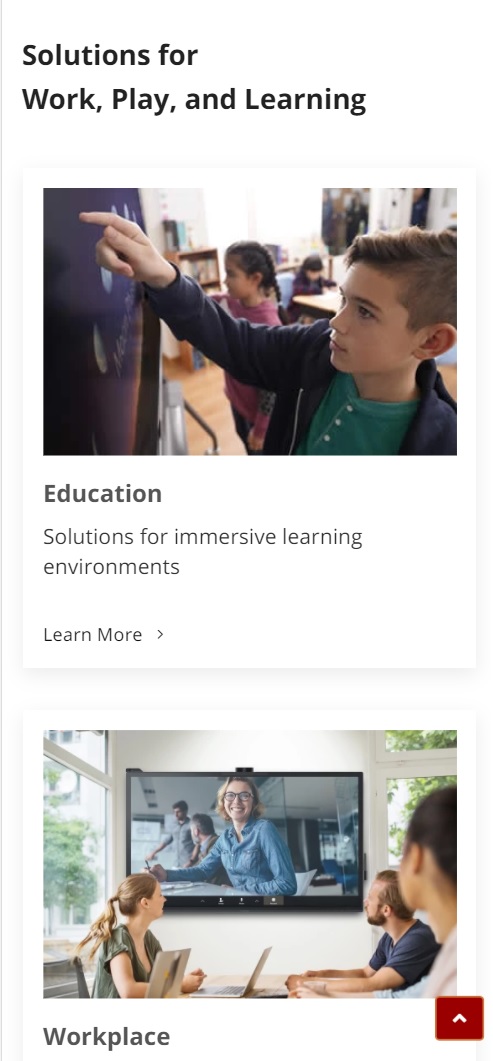 Solutions for
Work, Play, and Learning
Education
Solutions for immersive learning
environments
Learn More
Workplace